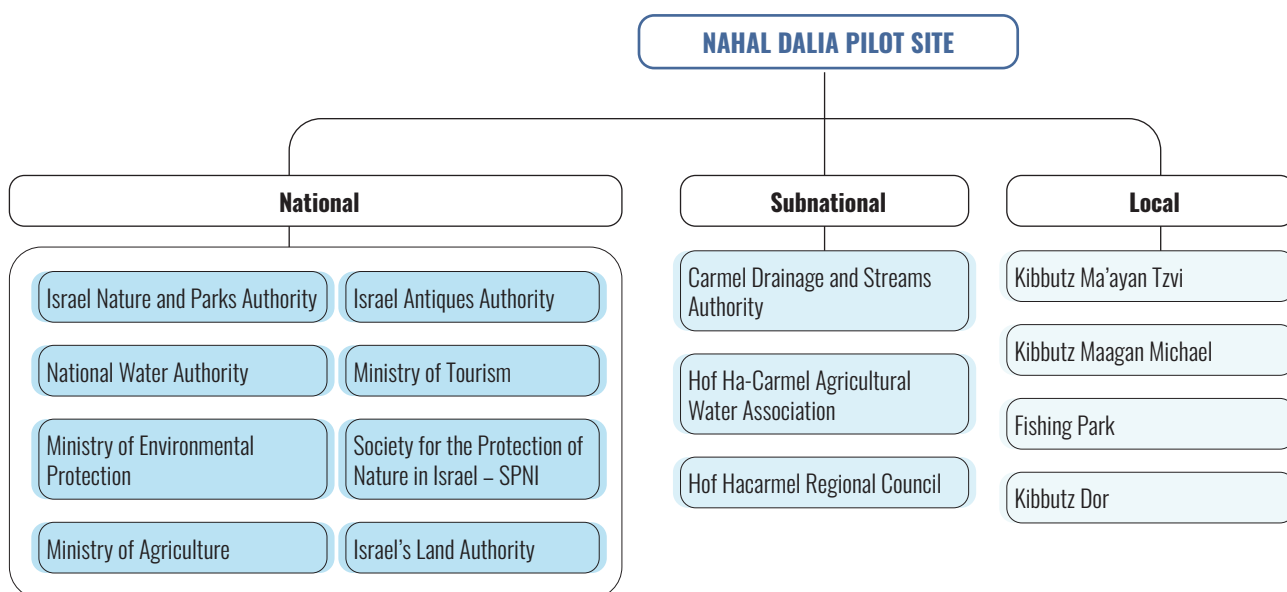 NAHAL DALIA PILOT SITE
National
Israel Nature and Parks Authority
Israel Antiques Authority
National Water Authority
Ministry of Tourism
Ministry of Environmental
Protection
Society for the Protection of
Nature in Israel – SPNI
Ministry of Agriculture
Israel’s Land Authority
Subnational
Carmel Drainage and Streams
Authority
Hof Ha-Carmel Agricultural
Water Association
Hof Hacarmel Regional Council
Local
Kibbutz Ma’ayan Tzvi
Kibbutz Maagan Michael
Fishing Park
Kibbutz Dor